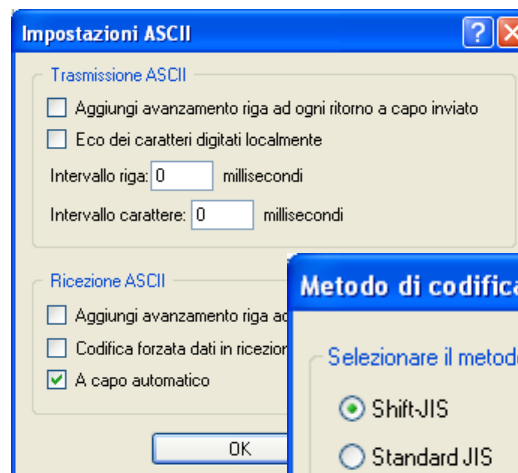 Impostazioni ASCII
Trasmissione ASCII
Aggiungi avanzamento riga ad ogni ritorno a capo inviato
Eco dei caratteri digitati localmente
Intervallo riga: 0 millisecondi
Intervallo carattere: 0 millisecondi
Ricezione ASCII
Aggiungi avanzamento riga ad
Codifica forzata dati in ricezion
A capo automatico
OK
Metodo di codifica
Selezionare il metodo
Shift-JIS
Standard JIS